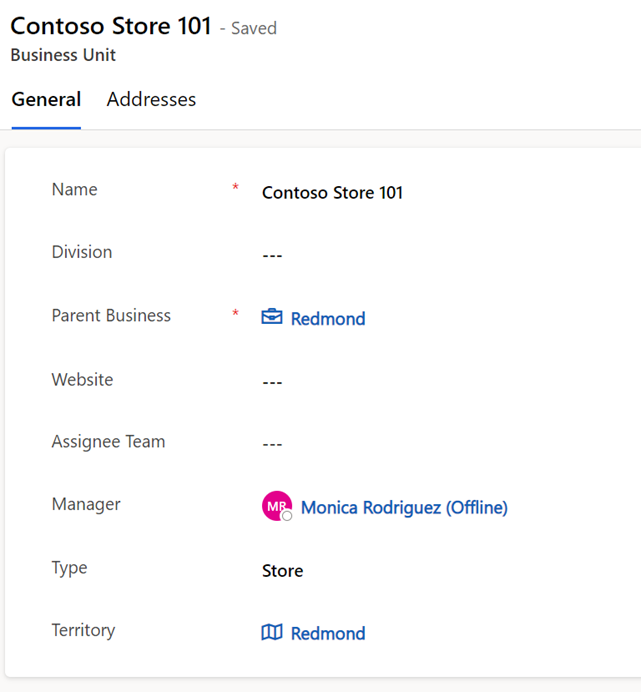 Contoso Store 101 - Saved
Business Unit
General Addresses
Name * Contoso Store 101
Division ---
Parent Business * Redmond
Website ---
Assignee Team ---
Manager MR Monica Rodriguez (Offline)
Type Store
Territory Redmond